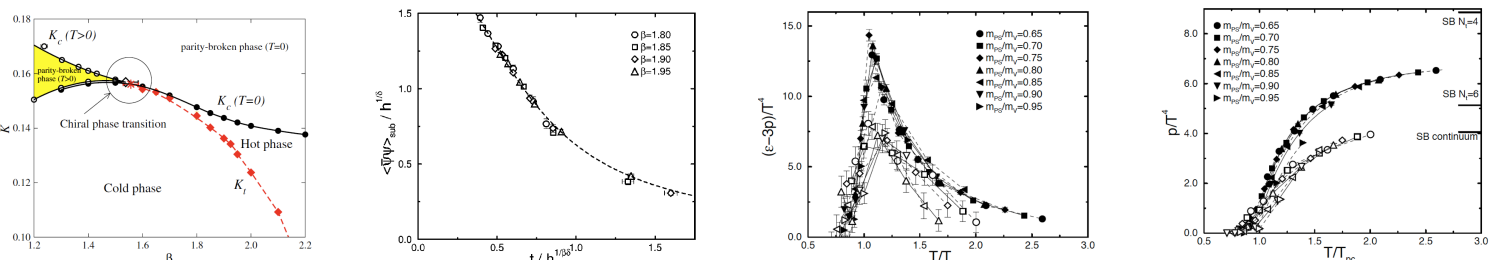 0.18
K_c (T>0)
parity-broken phase (T=0)
0.16
parity-broken
phase (T>0)
K_c (T=0)
K
0.14
Chiral phase transition
Hot phase
0.12
Cold phase
K_t
0.10
1.2 1.4 1.6 1.8 2.0 2.2
β
1.5
β=1.80
β=1.85
β=1.90
β=1.95
1.0
<ψ̄ψ>_sub / h^{1/δ}
0.5
0.0
0.5 1.0 1.5
t / h^{1/βδ}
15.0
m_PS/m_V=0.65
m_PS/m_V=0.70
m_PS/m_V=0.75
m_PS/m_V=0.80
m_PS/m_V=0.85
m_PS/m_V=0.90
m_PS/m_V=0.95
10.0
(ε−3p)/T^4
5.0
0.0
0.5 1.0 1.5 2.0 2.5 3.0
8.0
m_PS/m_V=0.65
m_PS/m_V=0.70
m_PS/m_V=0.75
m_PS/m_V=0.80
m_PS/m_V=0.85
m_PS/m_V=0.90
m_PS/m_V=0.95
SB N_t=4
6.0
SB N_t=6
p/T^4
4.0
SB continuum
2.0
0.0
0.5 1.0 1.5 2.0 2.5 3.0
T/T_pc